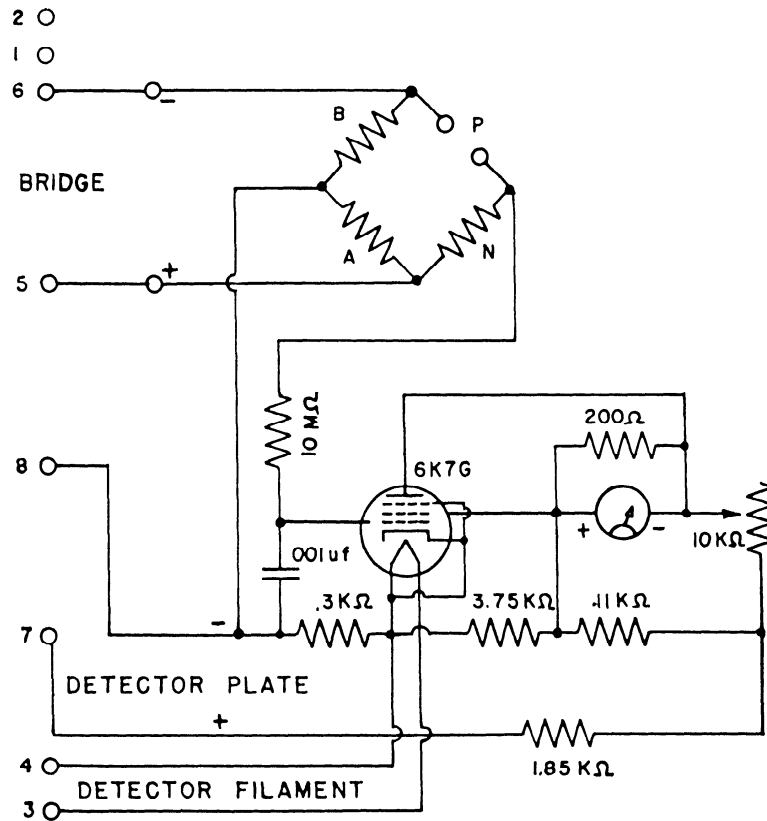 2
1
6
−
B
P
BRIDGE
A
N
5
+
10 MΩ
200Ω
8
6K7G
+
−
10KΩ
.001uf
.3KΩ
3.75KΩ
.11KΩ
7
−
DETECTOR PLATE
+
4
1.85KΩ
DETECTOR FILAMENT
3